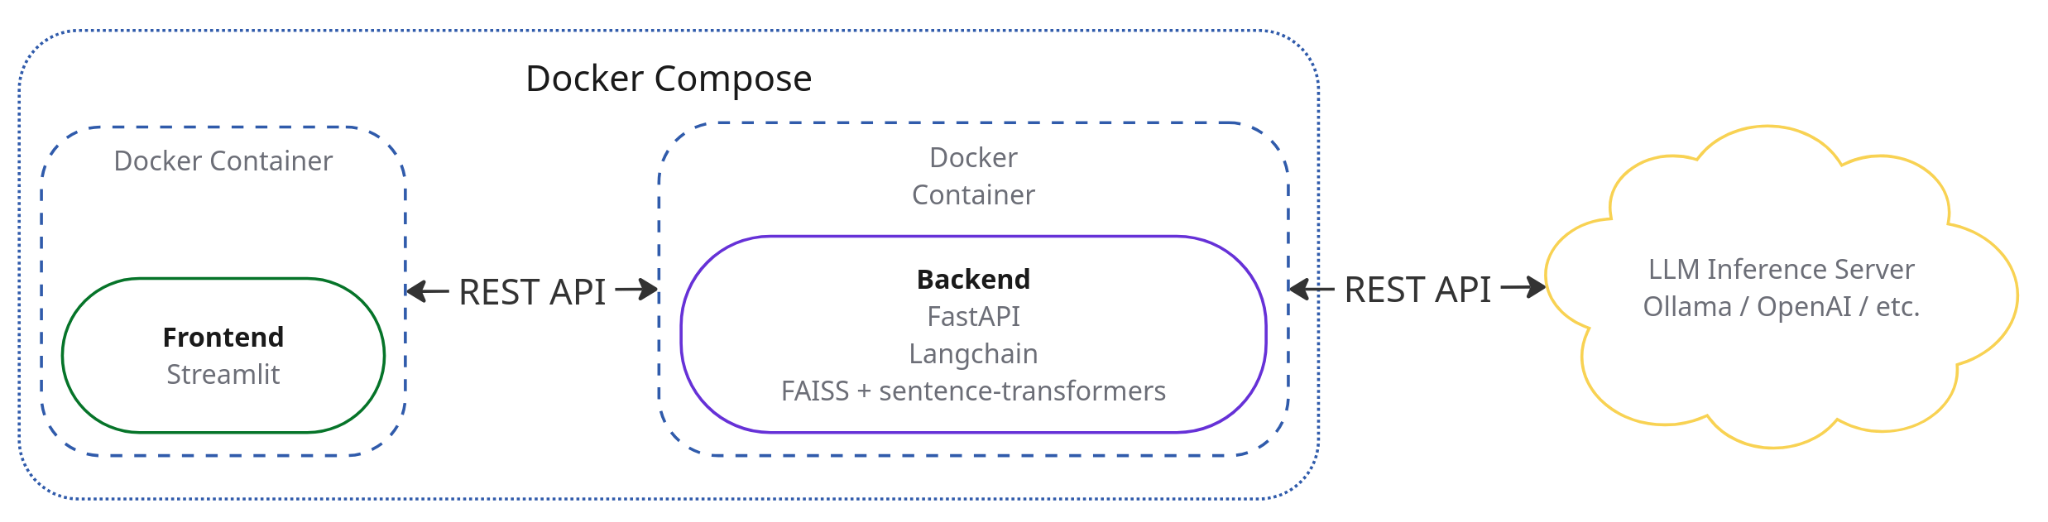 Docker Compose
Docker Container
Frontend
Streamlit
REST API
Docker
Container
Backend
FastAPI
Langchain
FAISS + sentence-transformers
REST API
LLM Inference Server
Ollama / OpenAI / etc.